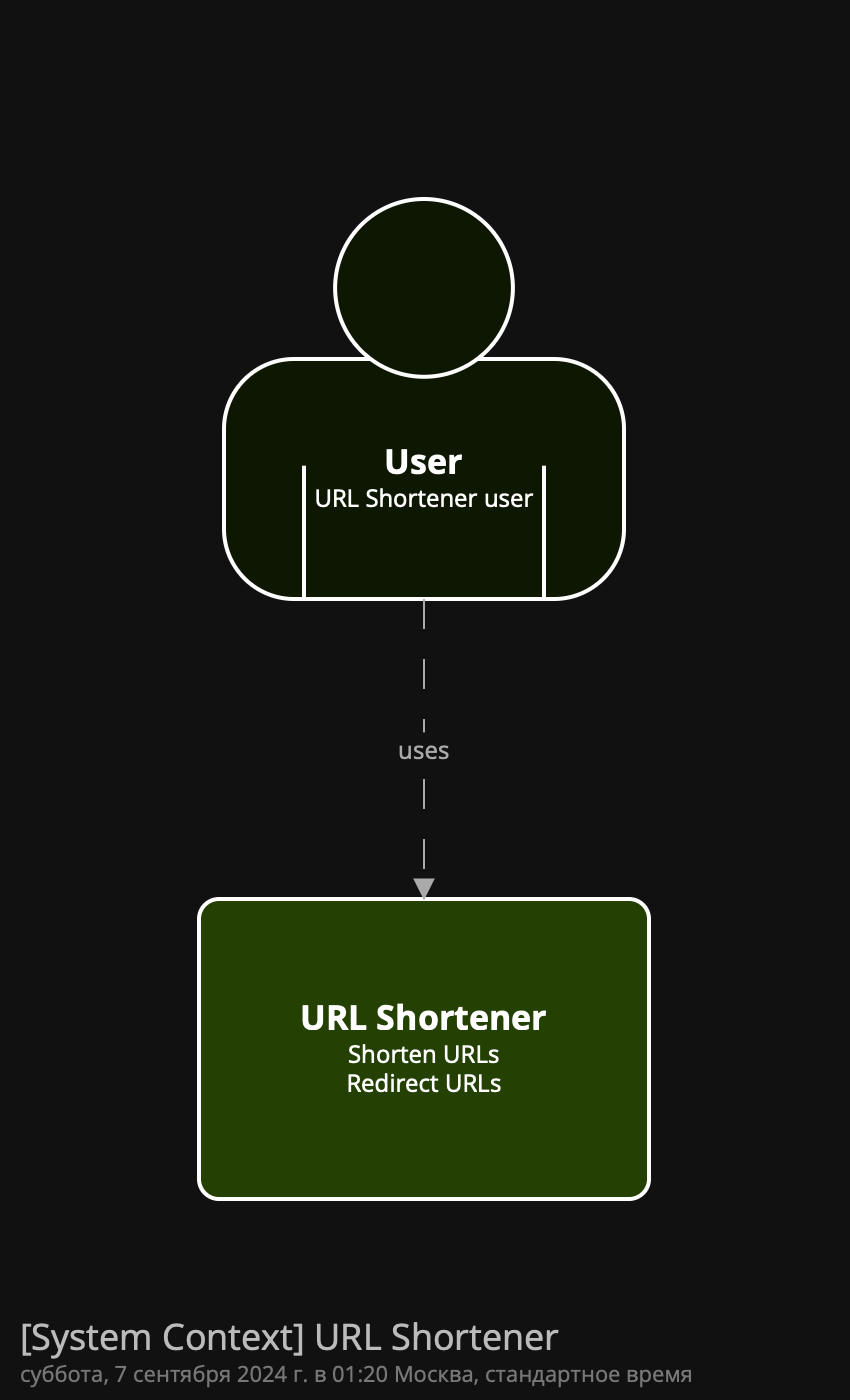 User
URL Shortener user
uses
URL Shortener
Shorten URLs
Redirect URLs
[System Context] URL Shortener
суббота, 7 сентября 2024 г. в 01:20 Москва, стандартное время